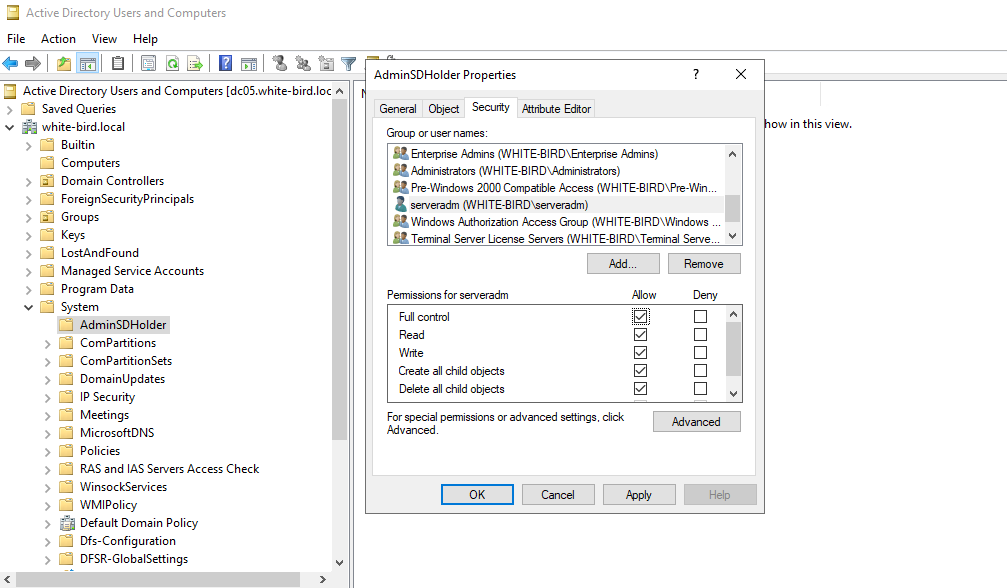 Active Directory Users and Computers
File Action View Help
Active Directory Users and Computers [dc05.white-bird.loc
Saved Queries
white-bird.local
Builtin
Computers
Domain Controllers
ForeignSecurityPrincipals
Groups
Keys
LostAndFound
Managed Service Accounts
Program Data
System
AdminSDHolder
ComPartitions
ComPartitionSets
DomainUpdates
IP Security
Meetings
MicrosoftDNS
Policies
RAS and IAS Servers Access Check
WinsockServices
WMIPolicy
Default Domain Policy
Dfs-Configuration
DFSR-GlobalSettings
how in this view.
AdminSDHolder Properties
General Object Security Attribute Editor
Group or user names:
Enterprise Admins (WHITE-BIRD\Enterprise Admins)
Administrators (WHITE-BIRD\Administrators)
Pre-Windows 2000 Compatible Access (WHITE-BIRD\Pre-Win...
serveradm (WHITE-BIRD\serveradm)
Windows Authorization Access Group (WHITE-BIRD\Windows ...
Terminal Server License Servers (WHITE-BIRD\Terminal Serve...
Add... Remove
Permissions for serveradm Allow Deny
Full control
Read
Write
Create all child objects
Delete all child objects
For special permissions or advanced settings, click
Advanced.
Advanced
OK Cancel Apply Help